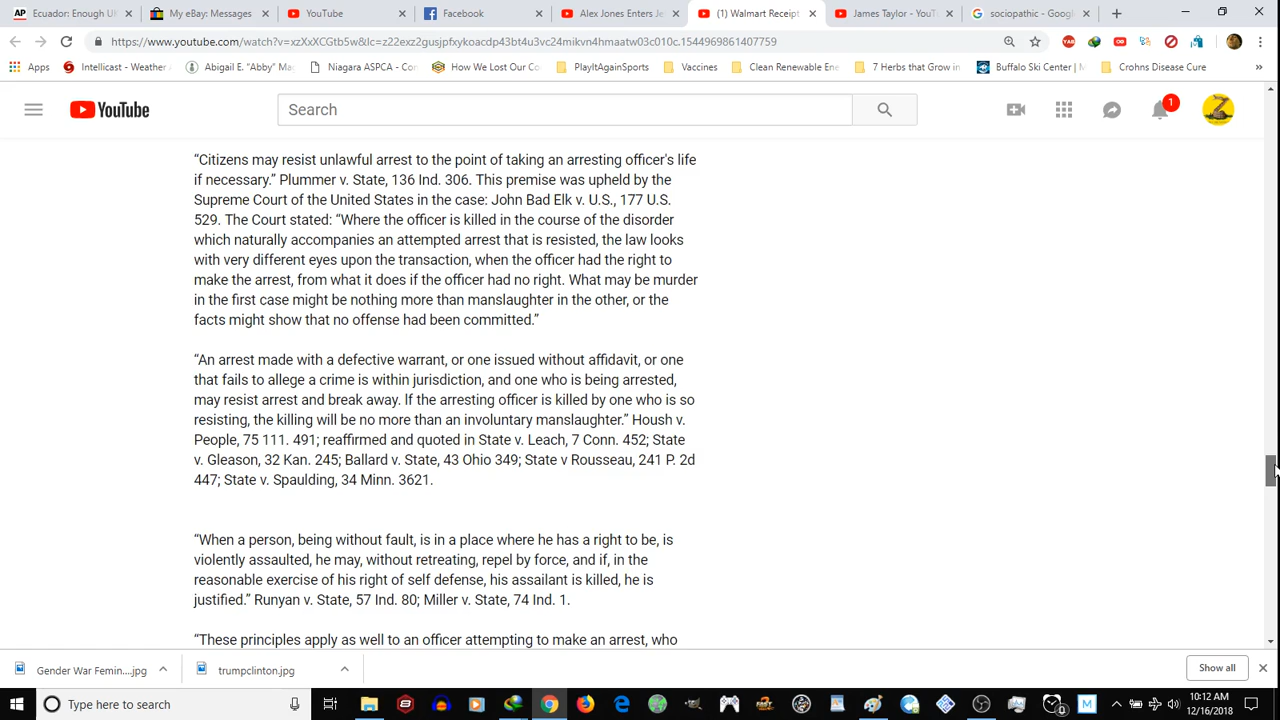 Ecuador: Enough Uk
My eBay: Messages
YouTube
Facebook
Alex Jones Enters Je
(1) Walmart Receipt
James Taylor - YouT
sociopathic - Goog
https://www.youtube.com/watch?v=xzXxXCGtb5w&lc=z22exz2gusjpfxykoacdp43bt4u3vc24mikvn4hmaatw03c010c.1544969861407759
Apps
Intellicast - Weather
Abigail E. "Abby" Ma
Niagara ASPCA - Co
How We Lost Our Co
PlayItAgainSports
Vaccines
Clean Renewable Ene
7 Herbs that Grow in
Buffalo Ski Center | M
Crohns Disease Cure
YouTube
Search
1
“Citizens may resist unlawful arrest to the point of taking an arresting officer's life
if necessary.” Plummer v. State, 136 Ind. 306. This premise was upheld by the
Supreme Court of the United States in the case: John Bad Elk v. U.S., 177 U.S.
529. The Court stated: “Where the officer is killed in the course of the disorder
which naturally accompanies an attempted arrest that is resisted, the law looks
with very different eyes upon the transaction, when the officer had the right to
make the arrest, from what it does if the officer had no right. What may be murder
in the first case might be nothing more than manslaughter in the other, or the
facts might show that no offense had been committed.”
“An arrest made with a defective warrant, or one issued without affidavit, or one
that fails to allege a crime is within jurisdiction, and one who is being arrested,
may resist arrest and break away. If the arresting officer is killed by one who is so
resisting, the killing will be no more than an involuntary manslaughter.” Housh v.
People, 75 111. 491; reaffirmed and quoted in State v. Leach, 7 Conn. 452; State
v. Gleason, 32 Kan. 245; Ballard v. State, 43 Ohio 349; State v Rousseau, 241 P. 2d
447; State v. Spaulding, 34 Minn. 3621.
“When a person, being without fault, is in a place where he has a right to be, is
violently assaulted, he may, without retreating, repel by force, and if, in the
reasonable exercise of his right of self defense, his assailant is killed, he is
justified.” Runyan v. State, 57 Ind. 80; Miller v. State, 74 Ind. 1.
“These principles apply as well to an officer attempting to make an arrest, who
Gender War Femin....jpg
trumpclinton.jpg
Show all
Type here to search
10:12 AM
12/16/2018